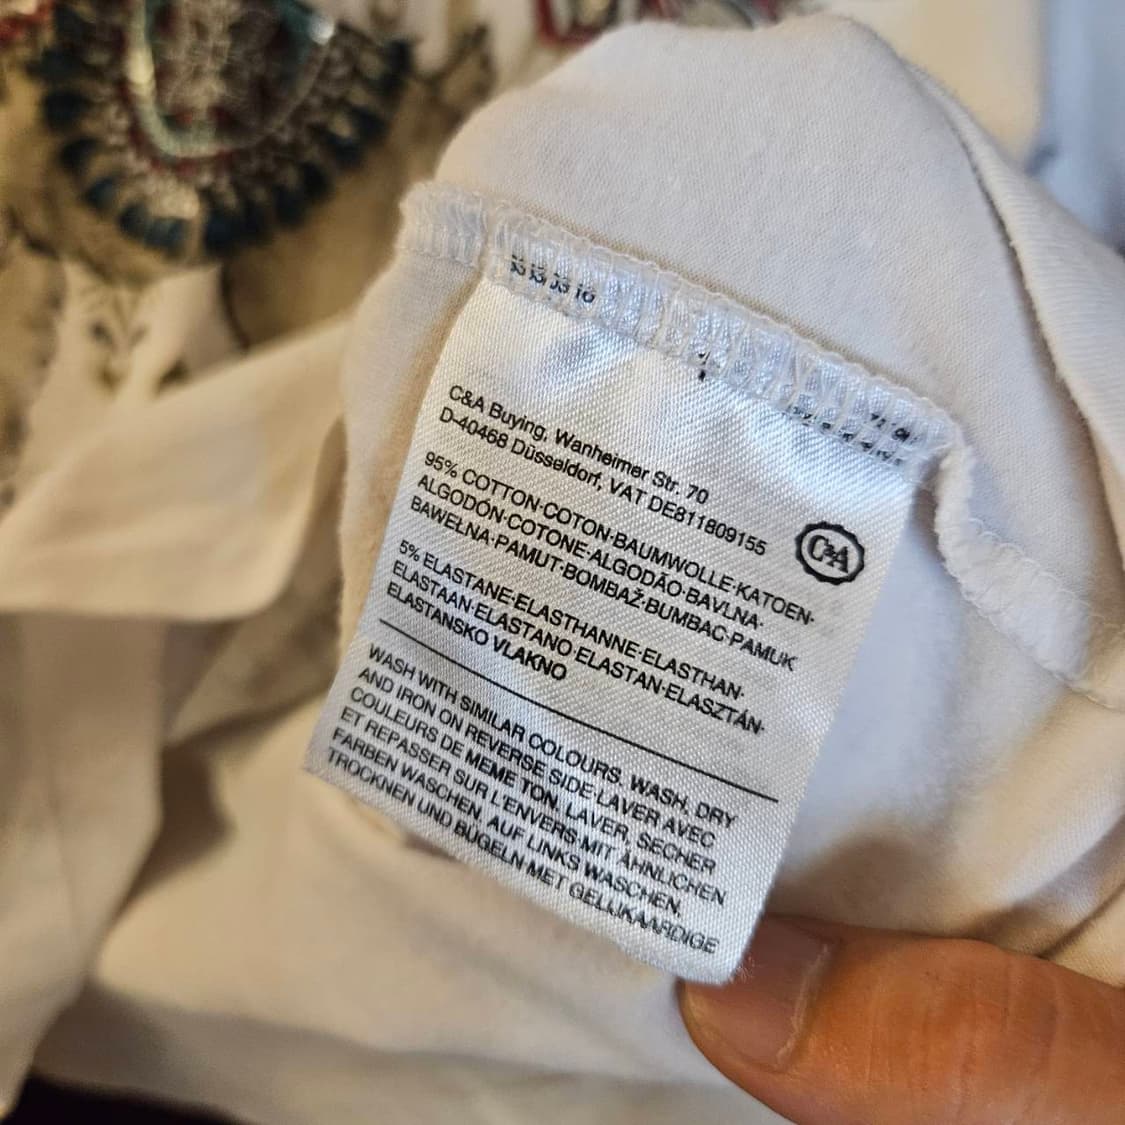 C&A Buying, Wanheimer Str. 70
D-40468 Düsseldorf, VAT DE811809155
C&A
95% COTTON·COTON·BAUMWOLLE·KATOEN·
ALGODÓN·COTONE·ALGODÃO·BAVLNA·
BAWEŁNA·PAMUT·BOMBAŽ·BUMBAC·PAMUK
5% ELASTANE·ELASTHANNE·ELASTHAN·
ELASTAAN·ELASTANO ELASTAN·ELASZTÁN·
ELASTANSKO VLAKNO
WASH WITH SIMILAR COLOURS, WASH, DRY
AND IRON ON REVERSE SIDE·LAVER AVEC
COULEURS DE MEME TON, LAVER, SECHER
ET REPASSER SUR L'ENVERS·MIT ÄHNLICHEN
FARBEN WASCHEN, AUF LINKS WASCHEN,
TROCKNEN UND BÜGELN·MET GELIJKAARDIGE